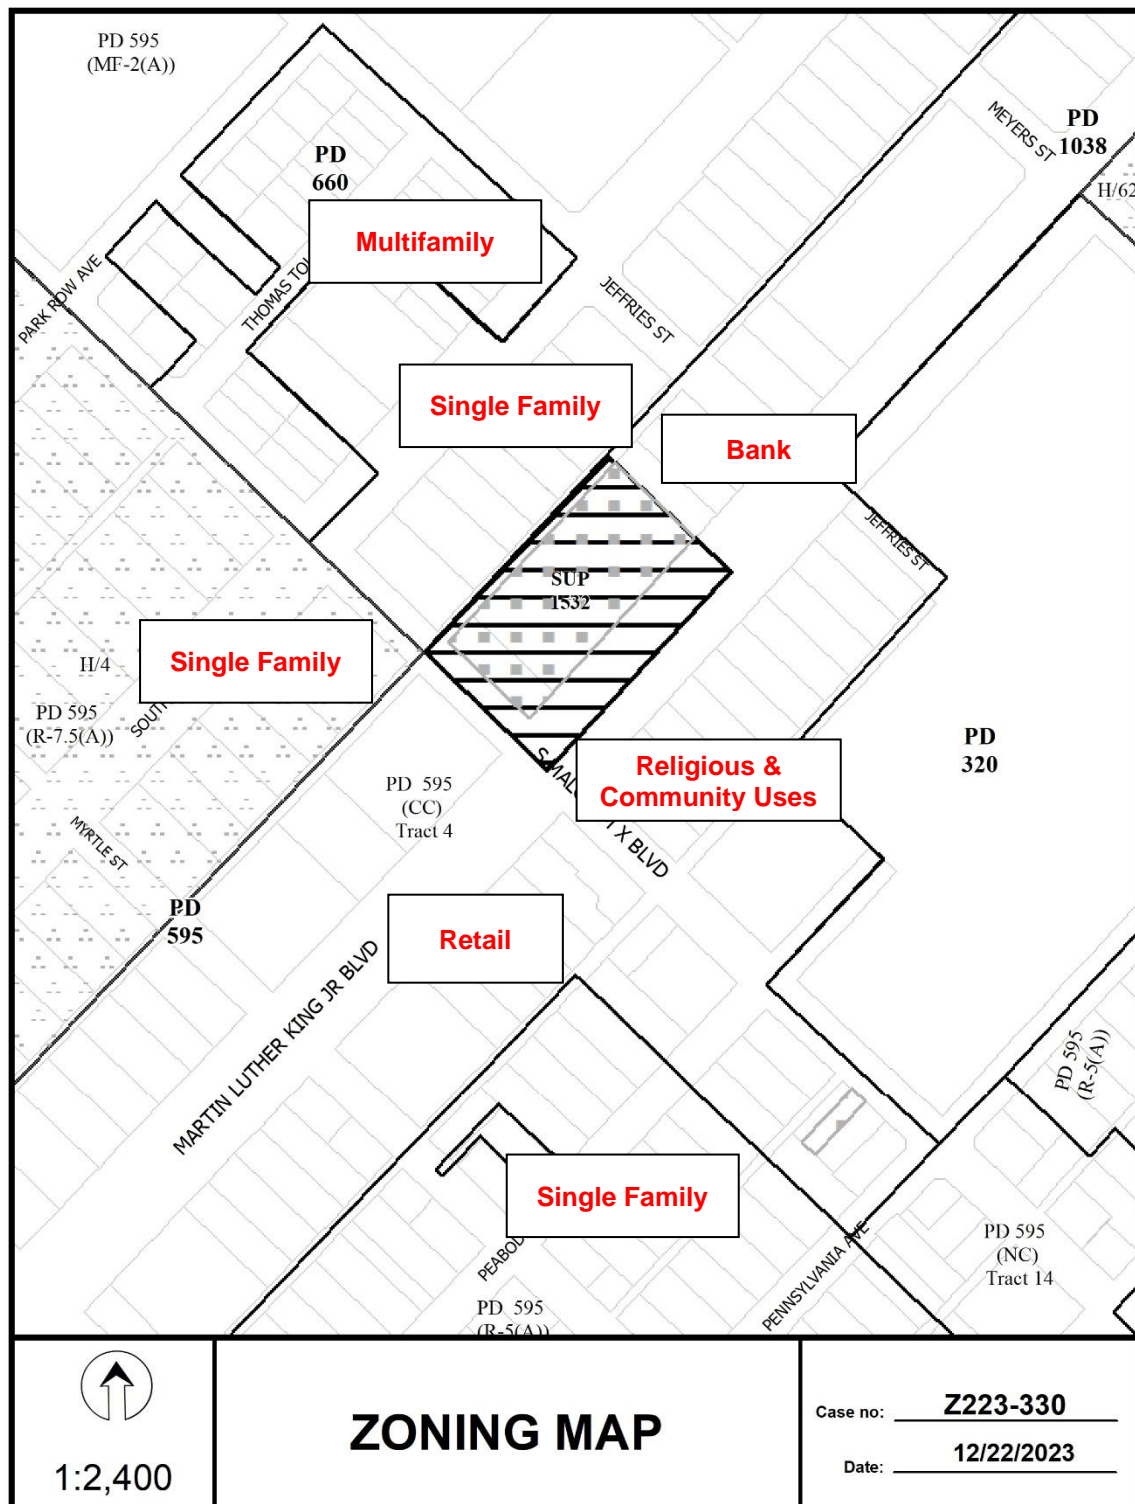 PD 595
(MF-2(A))
PD
660
MEYERS ST
PD
1038
H/62
Multifamily
PARK ROW AVE
THOMAS
JEFFRIES ST
Single Family
Bank
JEFFRIES ST
SUP
1532
H/4
Single Family
PD 595
(R-7.5(A))
PD 595
(CC)
Tract 4
Religious &
Community Uses
X BLVD
PD
320
MYRTLE ST
PD
595
Retail
MARTIN LUTHER KING JR BLVD
PD 595
(R-5(A))
Single Family
PENNSYLVANIA AVE
PD 595
(NC)
Tract 14
PD 595
(R-5(A))
1:2,400
ZONING MAP
Case no: Z223-330
Date: 12/22/2023